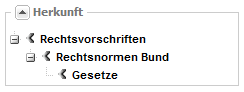 Herkunft
Rechtsvorschriften
Rechtsnormen Bund
Gesetze